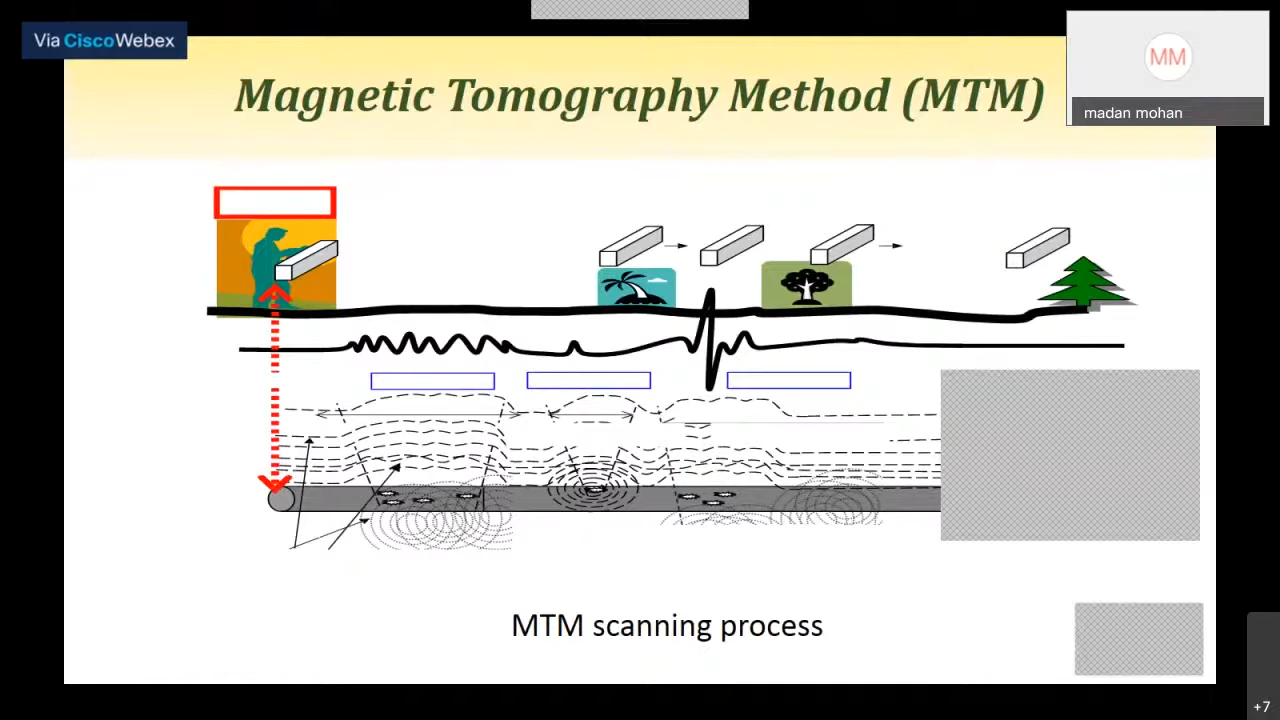 Via CiscoWebex
Magnetic Tomography Method (MTM)
MM
madan mohan
MTM scanning process
+7